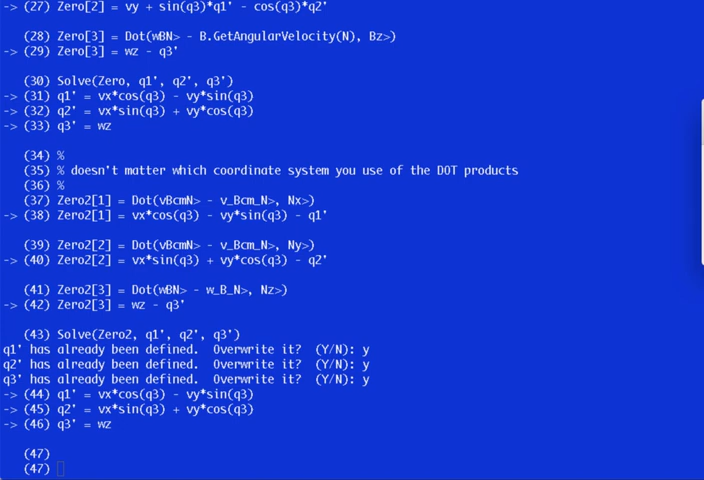 -> (27) Zero[2] = vy + sin(q3)*q1' - cos(q3)*q2'
(28) Zero[3] = Dot(wBN> - B.GetAngularVelocity(N), Bz>)
-> (29) Zero[3] = wz - q3'
(30) Solve(Zero, q1', q2', q3')
-> (31) q1' = vx*cos(q3) - vy*sin(q3)
-> (32) q2' = vx*sin(q3) + vy*cos(q3)
-> (33) q3' = wz
(34) %
(35) % doesn't matter which coordinate system you use of the DOT products
(36) %
(37) Zero2[1] = Dot(vBcmN> - v_Bcm_N>, Nx>)
-> (38) Zero2[1] = vx*cos(q3) - vy*sin(q3) - q1'
(39) Zero2[2] = Dot(vBcmN> - v_Bcm_N>, Ny>)
-> (40) Zero2[2] = vx*sin(q3) + vy*cos(q3) - q2'
(41) Zero2[3] = Dot(wBN> - w_B_N>, Nz>)
-> (42) Zero2[3] = wz - q3'
(43) Solve(Zero2, q1', q2', q3')
q1' has already been defined.  Overwrite it?  (Y/N): y
q2' has already been defined.  Overwrite it?  (Y/N): y
q3' has already been defined.  Overwrite it?  (Y/N): y
-> (44) q1' = vx*cos(q3) - vy*sin(q3)
-> (45) q2' = vx*sin(q3) + vy*cos(q3)
-> (46) q3' = wz
(47)
(47)